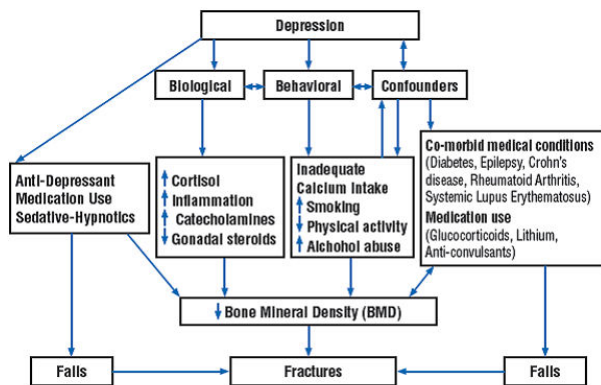 Depression
Biological
Behavioral
Confounders
Anti-Depressant
Medication Use
Sedative-Hypnotics
Cortisol
Inflammation
Catecholamines
Gonadal steroids
Inadequate
Calcium Intake
Smoking
Physical activity
Alchohol abuse
Co-morbid medical conditions
(Diabetes, Epilepsy, Crohn's
disease, Rheumatoid Arthritis,
Systemic Lupus Erythematosus)
Medication use
(Glucocorticoids, Lithium,
Anti-convulsants)
Bone Mineral Density (BMD)
Falls
Fractures
Falls